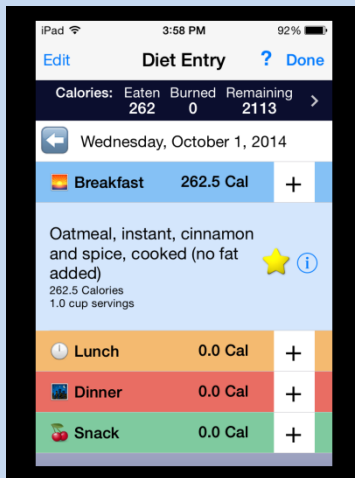 iPad 3:58 PM 92%
Edit Diet Entry ? Done
Calories: Eaten Burned Remaining
262 0 2113 >
Wednesday, October 1, 2014
Breakfast 262.5 Cal +
Oatmeal, instant, cinnamon
and spice, cooked (no fat
added)
262.5 Calories
1.0 cup servings
i
Lunch 0.0 Cal +
Dinner 0.0 Cal +
Snack 0.0 Cal +